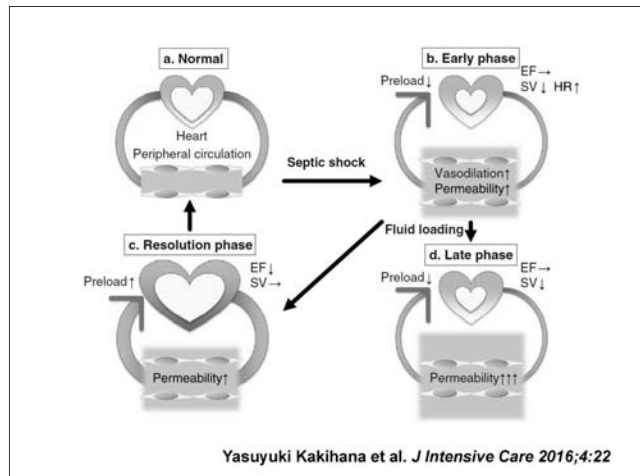 a. Normal
Heart
Peripheral circulation
Septic shock
b. Early phase
Preload↓
EF→
SV↓ HR↑
Vasodilation↑
Permeability↑
Fluid loading
c. Resolution phase
Preload↑
EF↓
SV→
Permeability↑
d. Late phase
Preload↓
EF→
SV↓
Permeability↑↑↑
Yasuyuki Kakihana et al. J Intensive Care 2016;4:22